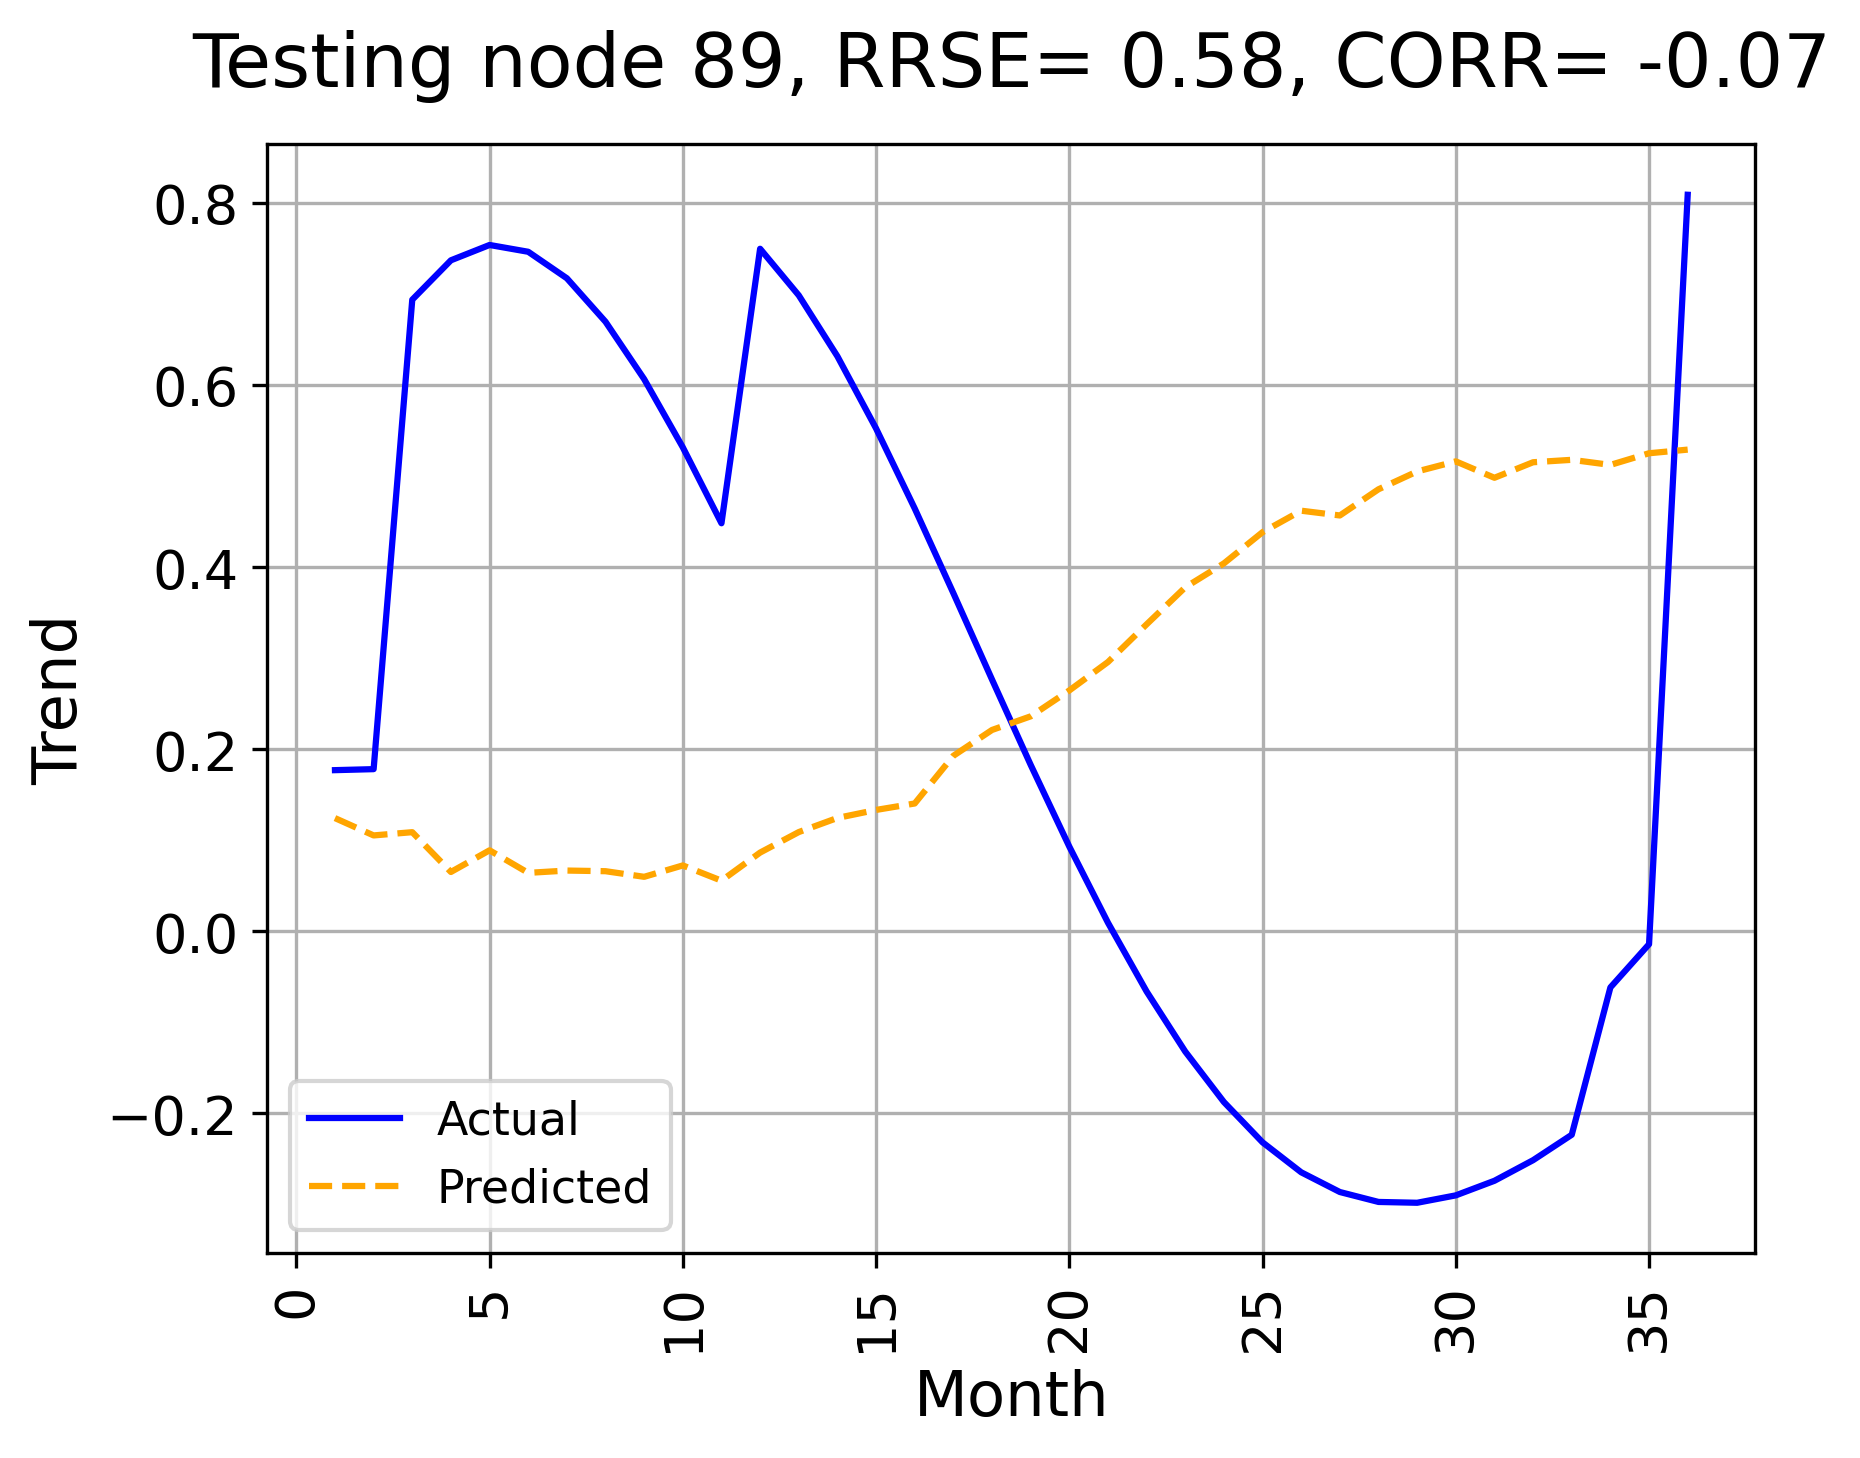 Testing node 89, RRSE= 0.58, CORR= -0.07
Trend
0.8
0.6
0.4
0.2
0.0
−0.2
Actual
Predicted
0 5 10 15 20 25 30 35
Month